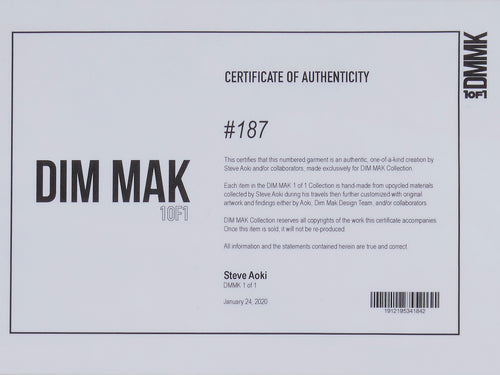 CERTIFICATE OF AUTHENTICITY
#187
DIM MAK
1OF1
This certifies that this numbered garment is an authentic, one-of-a-kind creation by
Steve Aoki and/or collaborators, made exclusively for DIM MAK Collection.
Each item in the DIM MAK 1 of 1 Collection is hand-made from upcycled materials
collected by Steve Aoki during his travels then further customized with original
artwork and findings either by Aoki, Dim Mak Design Team, and/or collaborators.
DIM MAK Collection reserves all copyrights of the work this certificate accompanies.
Once this item is sold, it will not be re-produced.
All information and the statements contained herein are true and correct.
Steve Aoki
DMMK 1 of 1
January 24, 2020
1912195341842
DMMK
1OF1